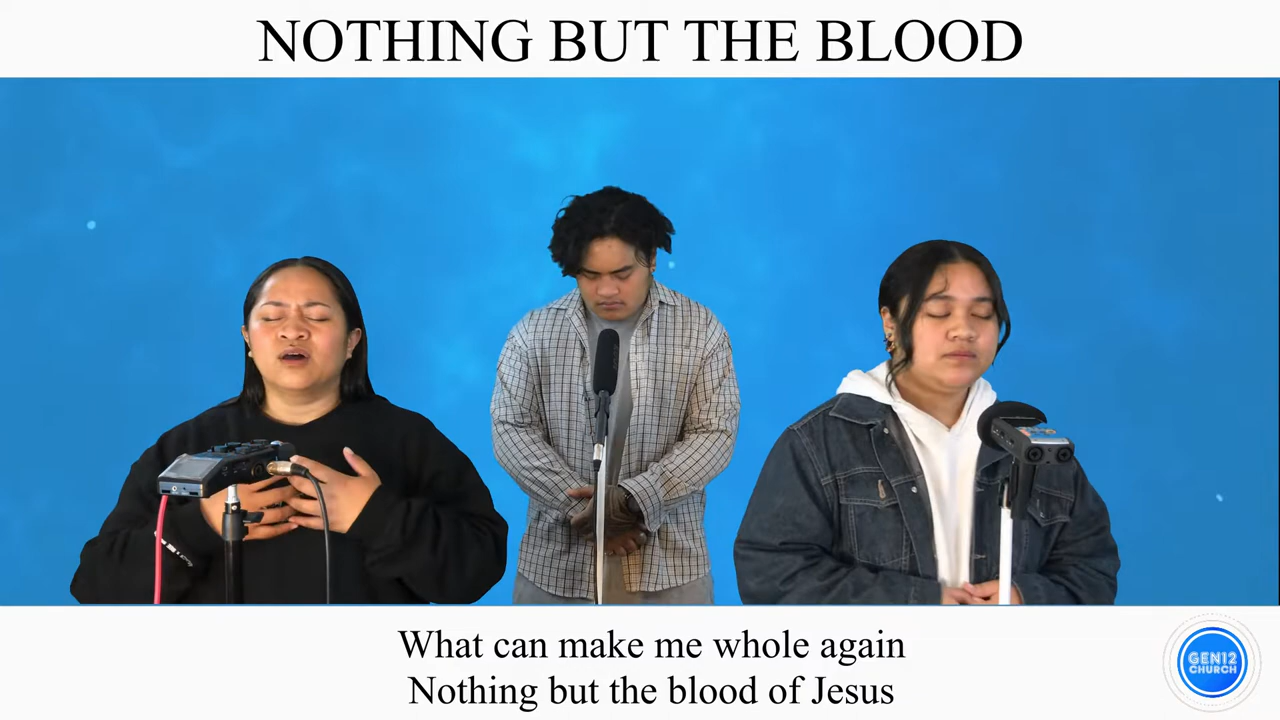 NOTHING BUT THE BLOOD
What can make me whole again
Nothing but the blood of Jesus
GEN12
CHURCH